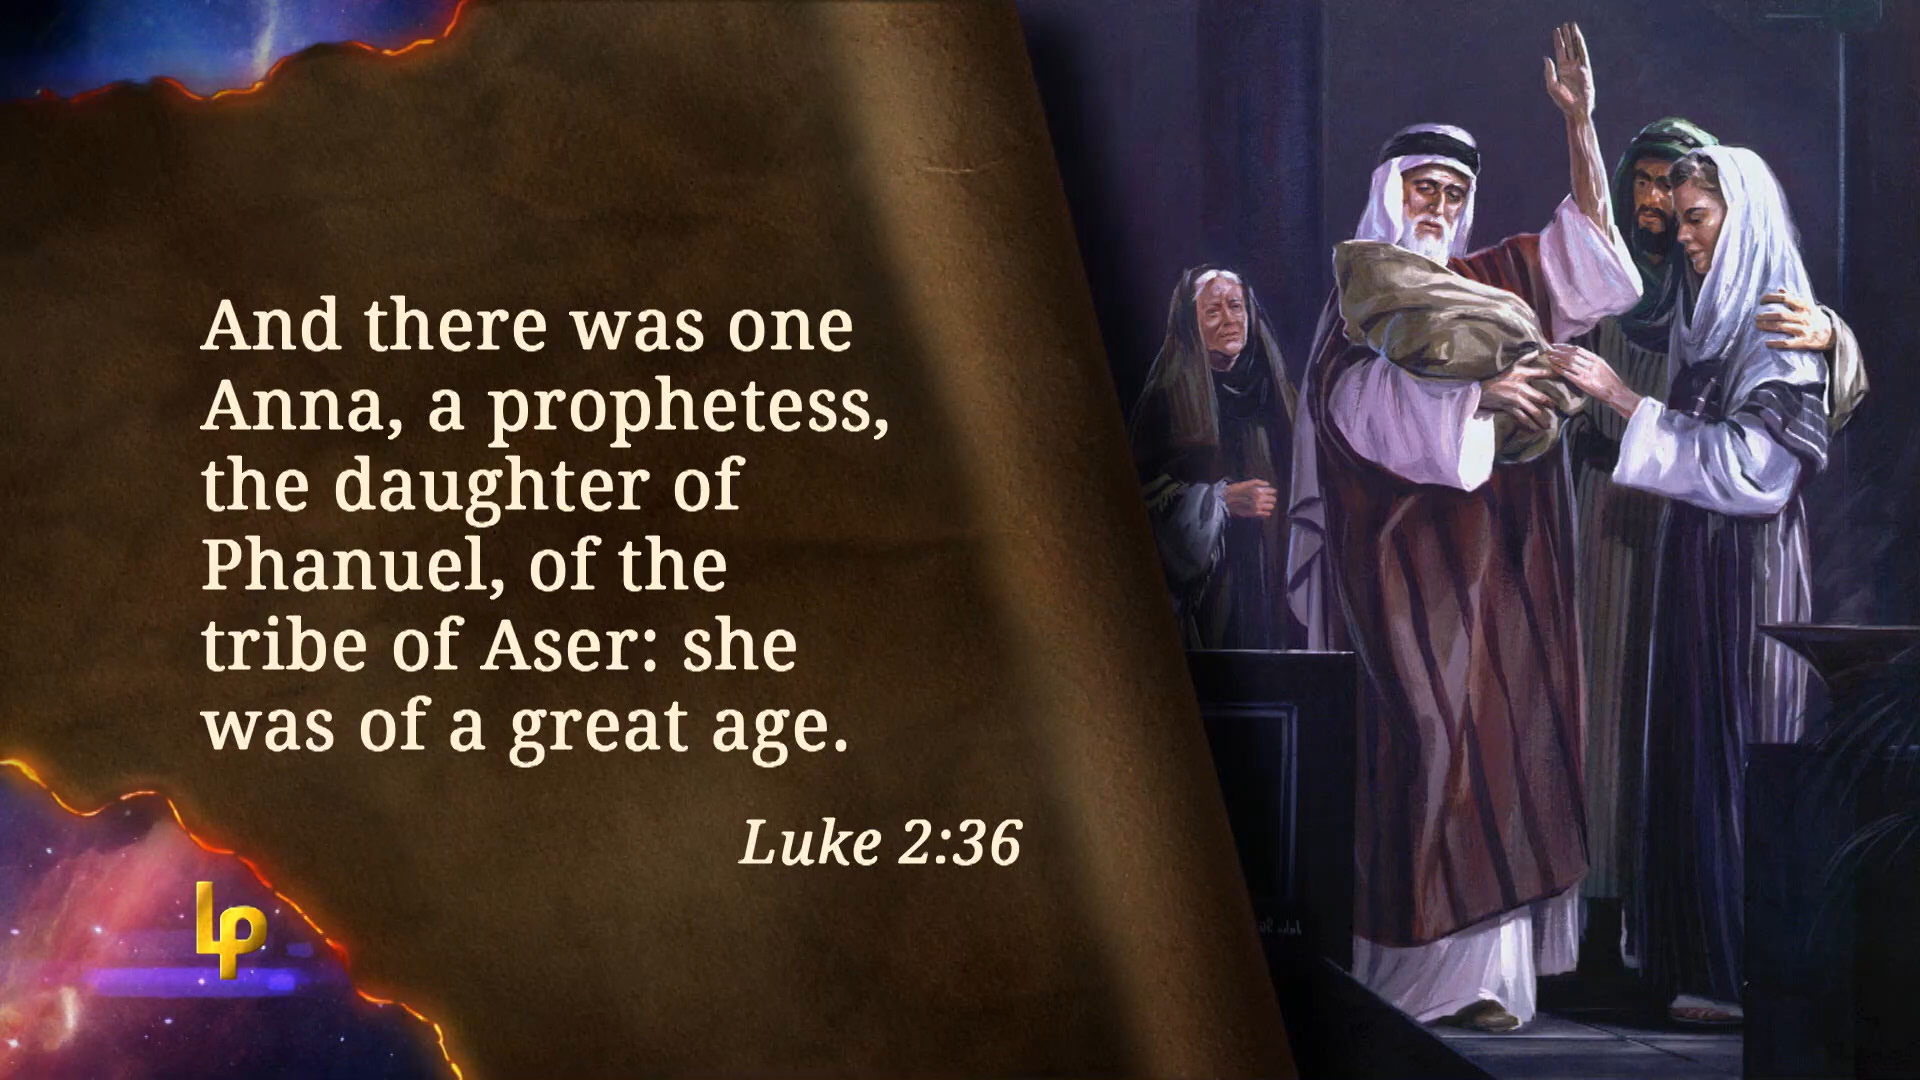 And there was one
Anna, a prophetess,
the daughter of
Phanuel, of the
tribe of Aser: she
was of a great age.
Luke 2:36
Lp